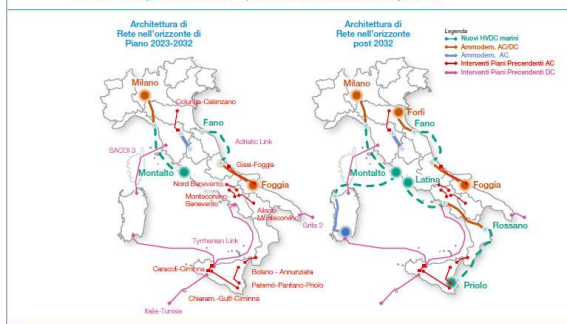 Architettura di
Rete nell'orizzonte di
Piano 2023-2032
Architettura di
Rete nell'orizzonte
post 2032
Legenda
Nuovi HVDC marini
Ammodern. AC/DC
Ammodern. AC
Interventi Piani Precendenti AC
Interventi Piani Precendenti DC
Milano
Colunga-Calenzano
Fano
Adriatic Link
SACOI 3
Gissi-Foggia
Montalto
Nord Benevento
Foggia
Montecorvino
Benevento
Aliano
Montecorvino
Grita 2
Tyrrhenian Link
Caracoli-Ciminna
Bolano - Annunziata
Paternò-Pantano-Priolo
Chiaram.-Gulfi-Ciminna
Italia-Tunisia
Milano
Forlì
Fano
Montalto
Latina
Foggia
Rossano
Priolo